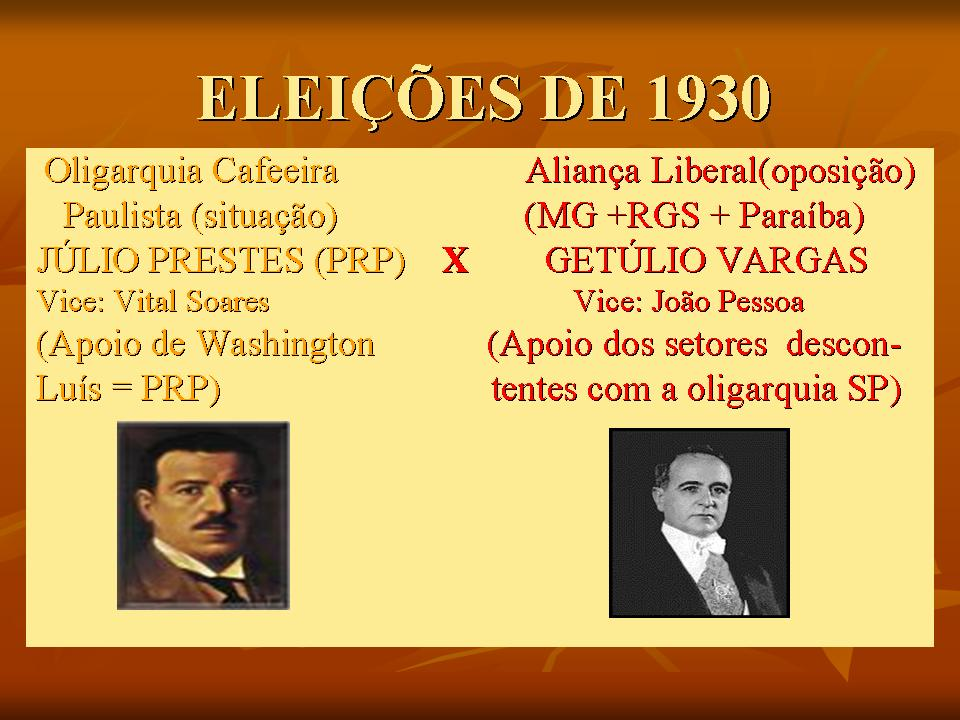 ELEIÇÕES DE 1930
Oligarquia Cafeeira Aliança Liberal(oposição)
Paulista (situação) (MG +RGS + Paraíba)
JÚLIO PRESTES (PRP) X GETÚLIO VARGAS
Vice: Vital Soares Vice: João Pessoa
(Apoio de Washington (Apoio dos setores descon-
Luís = PRP) tentes com a oligarquia SP)